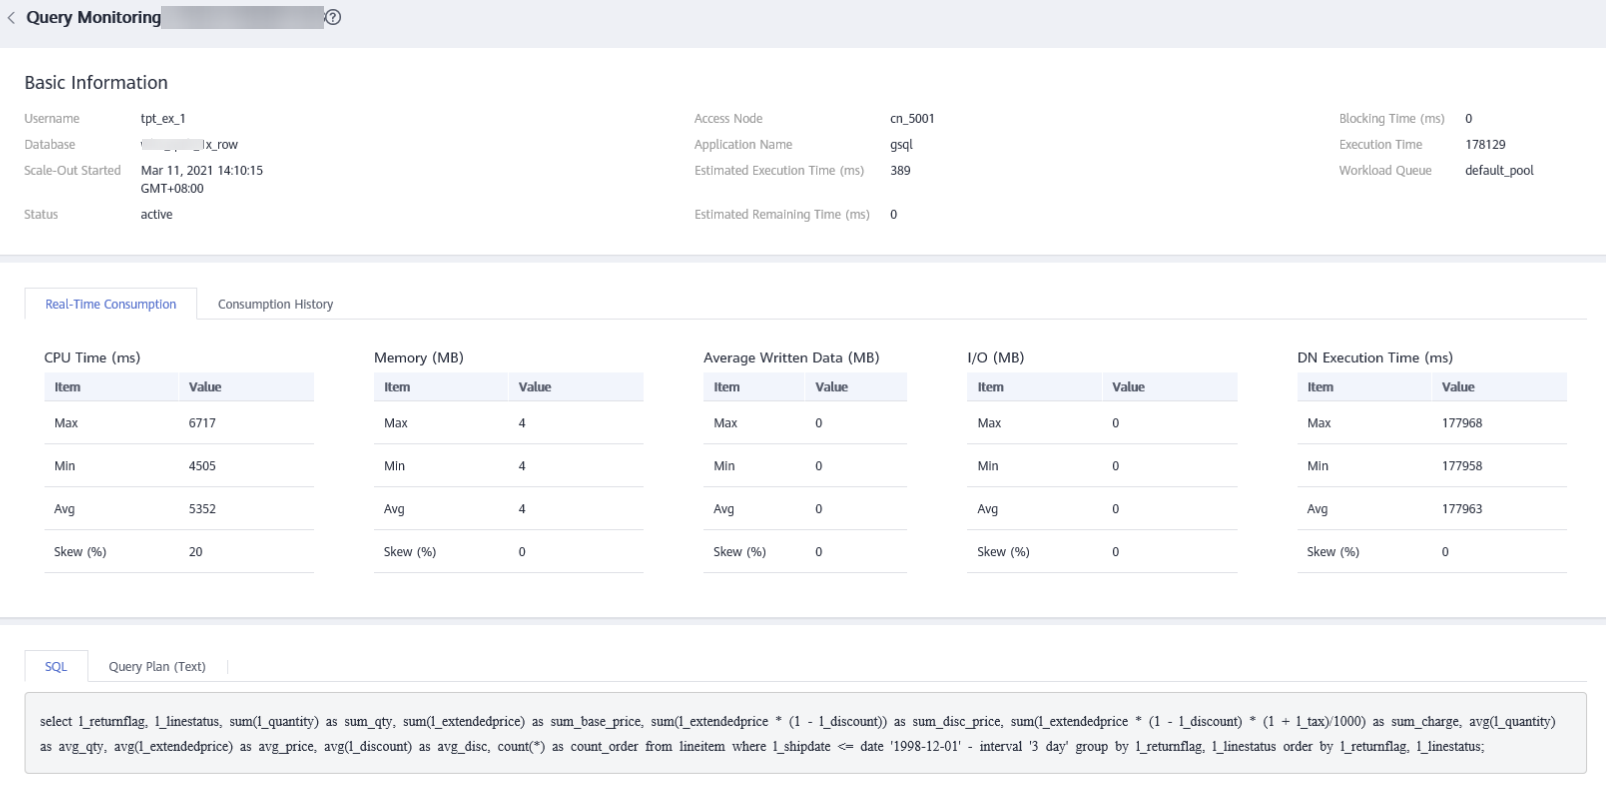 Query Monitoring
Basic Information
Username tpt_ex_1 Access Node cn_5001 Blocking Time (ms) 0
Database 1x_row Application Name gsql Execution Time 178129
Scale-Out Started Mar 11, 2021 14:10:15 Estimated Execution Time (ms) 389 Workload Queue default_pool
GMT+08:00
Status active Estimated Remaining Time (ms) 0
Real-Time Consumption Consumption History
CPU Time (ms) Memory (MB) Average Written Data (MB) I/O (MB) DN Execution Time (ms)
Item Value Item Value Item Value Item Value Item Value
Max 6717 Max 4 Max 0 Max 0 Max 177968
Min 4505 Min 4 Min 0 Min 0 Min 177958
Avg 5352 Avg 4 Avg 0 Avg 0 Avg 177963
Skew (%) 20 Skew (%) 0 Skew (%) 0 Skew (%) 0 Skew (%) 0
SQL Query Plan (Text)
select l_returnflag, l_linestatus, sum(l_quantity) as sum_qty, sum(l_extendedprice) as sum_base_price, sum(l_extendedprice * (1 - l_discount)) as sum_disc_price, sum(l_extendedprice * (1 - l_discount) * (1 + l_tax)/1000) as sum_charge, avg(l_quantity)
as avg_qty, avg(l_extendedprice) as avg_price, avg(l_discount) as avg_disc, count(*) as count_order from lineitem where l_shipdate <= date '1998-12-01' - interval '3 day' group by l_returnflag, l_linestatus order by l_returnflag, l_linestatus;